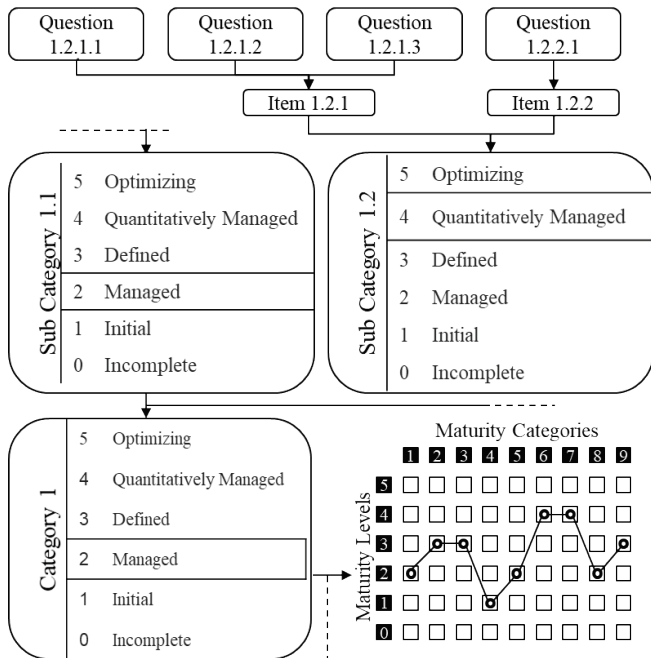 Question
1.2.1.1
Question
1.2.1.2
Question
1.2.1.3
Question
1.2.2.1
Item 1.2.1
Item 1.2.2
Sub Category 1.1
5 Optimizing
4 Quantitatively Managed
3 Defined
2 Managed
1 Initial
0 Incomplete
Sub Category 1.2
5 Optimizing
4 Quantitatively Managed
3 Defined
2 Managed
1 Initial
0 Incomplete
Category 1
5 Optimizing
4 Quantitatively Managed
3 Defined
2 Managed
1 Initial
0 Incomplete
Maturity Categories
1 2 3 4 5 6 7 8 9
Maturity Levels
5
4
3
2
1
0